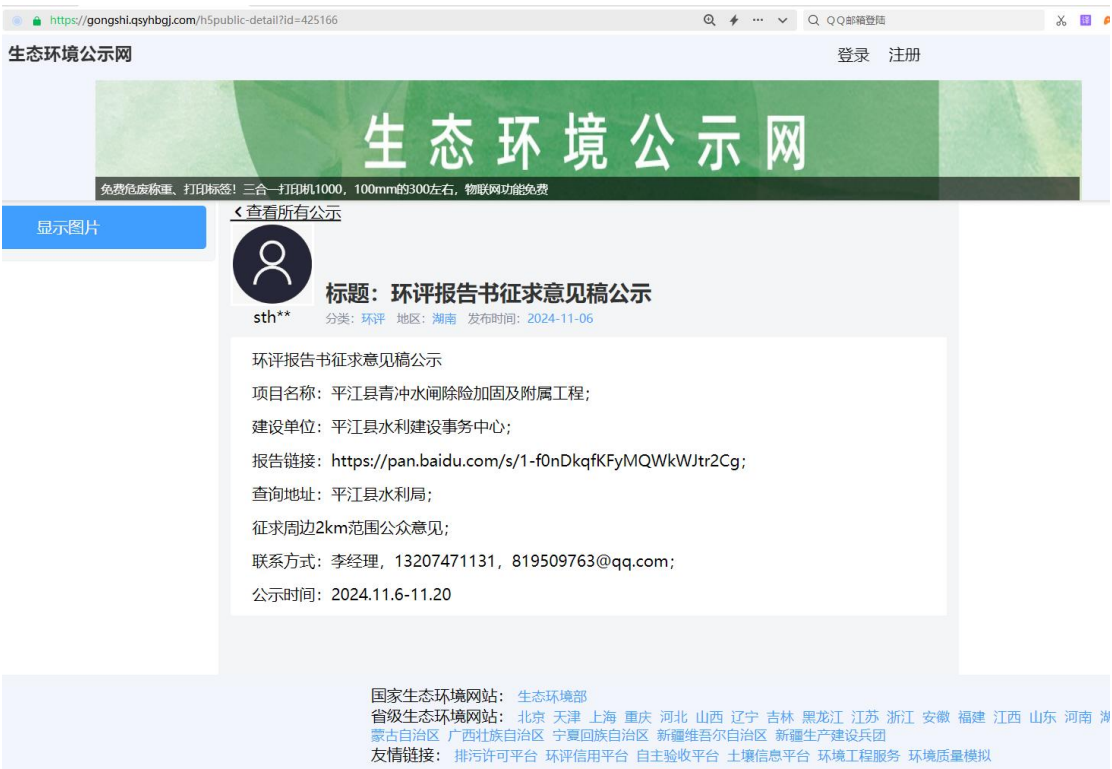 https://gongshi.qsyhbgj.com/h5public-detail?id=425166
QQ邮箱登陆
译
生态环境公示网
登录 注册
生态环境公示网
免费危废称重、打印标签！三合一打印机1000，100mm的300左右，物联网功能免费
显示图片
查看所有公示
标题：环评报告书征求意见稿公示
sth**
分类：环评 地区：湖南 发布时间：2024-11-06
环评报告书征求意见稿公示
项目名称：平江县青冲水闸除险加固及附属工程；
建设单位：平江县水利建设事务中心；
报告链接：https://pan.baidu.com/s/1-f0nDkqfKFyMQWkWJtr2Cg；
查询地址：平江县水利局；
征求周边2km范围公众意见；
联系方式：李经理，13207471131，819509763@qq.com；
公示时间：2024.11.6-11.20
国家生态环境网站： 生态环境部
省级生态环境网站： 北京 天津 上海 重庆 河北 山西 辽宁 吉林 黑龙江 江苏 浙江 安徽 福建 江西 山东 河南
蒙古自治区 广西壮族自治区 宁夏回族自治区 新疆维吾尔自治区 新疆生产建设兵团
友情链接： 排污许可平台 环评信用平台 自主验收平台 土壤信息平台 环境工程服务 环境质量模拟